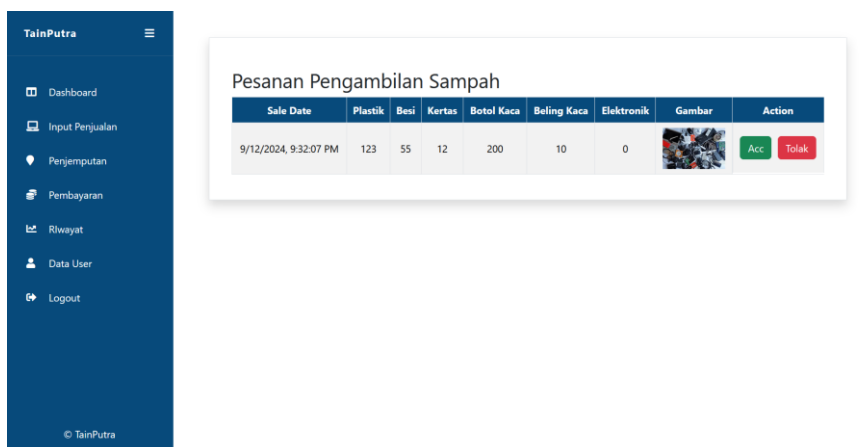 TainPutra
Dashboard
Input Penjualan
Penjemputan
Pembayaran
RIwayat
Data User
Logout
© TainPutra
Pesanan Pengambilan Sampah
Sale Date Plastik Besi Kertas Botol Kaca Beling Kaca Elektronik Gambar Action
9/12/2024, 9:32:07 PM 123 55 12 200 10 0 Acc Tolak